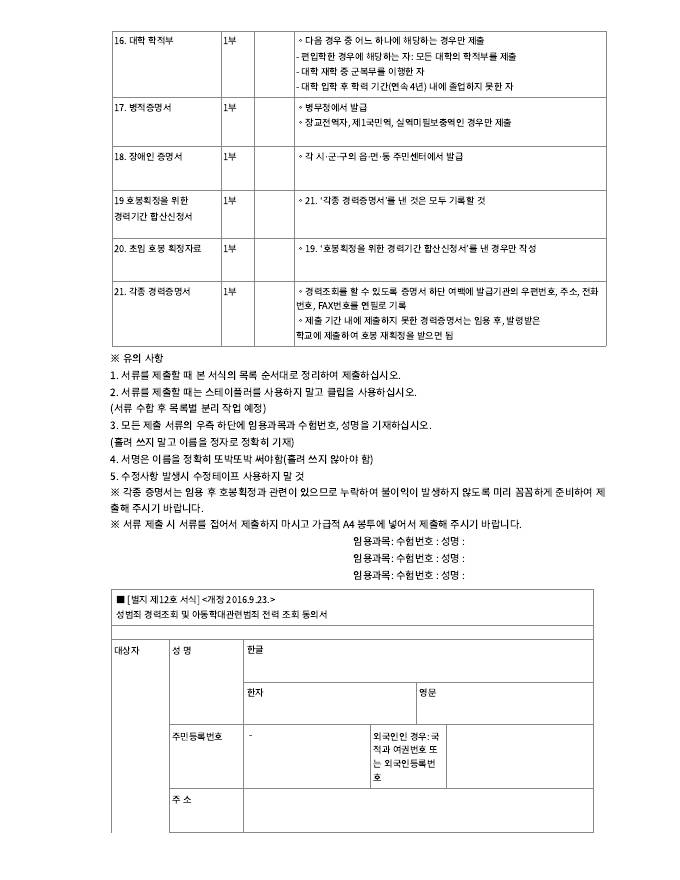 16. 대학 학적부
1부
◦ 다음 경우 중 어느 하나에 해당하는 경우만 제출
- 편입학한 경우에 해당하는 자: 모든 대학의 학적부를 제출
- 대학 재학 중 군복무를 이행한 자
- 대학 입학 후 학력 기간(연속 4년) 내에 졸업하지 못한 자
17. 병적증명서
1부
◦ 병무청에서 발급
◦ 장교전역자, 제1국민역, 실역미필보충역인 경우만 제출
18. 장애인 증명서
1부
◦ 각 시·군·구의 읍·면·동 주민센터에서 발급
19 호봉획정을 위한
경력기간 합산신청서
1부
◦ 21. ‘각종 경력증명서’를 낸 것은 모두 기록할 것
20. 초임 호봉 획정자료
1부
◦ 19. ‘호봉획정을 위한 경력기간 합산신청서’를 낸 경우만 작성
21. 각종 경력증명서
1부
◦ 경력조회를 할 수 있도록 증명서 하단 여백에 발급기관의 우편번호, 주소, 전화
번호, FAX번호를 연필로 기록
◦ 제출 기간 내에 제출하지 못한 경력증명서는 임용 후, 발령받은
학교에 제출하여 호봉 재획정을 받으면 됨
※ 유의 사항
1. 서류를 제출할 때 본 서식의 목록 순서대로 정리하여 제출하십시오.
2. 서류를 제출할 때는 스테이플러를 사용하지 말고 클립을 사용하십시오.
(서류 수합 후 목록별 분리 작업 예정)
3. 모든 제출 서류의 우측 하단에 임용과목과 수험번호, 성명을 기재하십시오.
(흘려 쓰지 말고 이름을 정자로 정확히 기재)
4. 서명은 이름을 정확히 또박또박 써야함(흘려 쓰지 않아야 함)
5. 수정사항 발생시 수정테이프 사용하지 말 것
※ 각종 증명서는 임용 후 호봉획정과 관련이 있으므로 누락하여 불이익이 발생하지 않도록 미리 꼼꼼하게 준비하여 제
출해 주시기 바랍니다.
※ 서류 제출 시 서류를 접어서 제출하지 마시고 가급적 A4 봉투에 넣어서 제출해 주시기 바랍니다.
임용과목: 수험번호 : 성명 :
임용과목: 수험번호 : 성명 :
임용과목: 수험번호 : 성명 :
■ [별지 제12호 서식] <개정 2016.9.23.>
성범죄 경력조회 및 아동학대관련범죄 전력 조회 동의서
대상자
성 명
한글
한자
영문
주민등록번호
-
외국인인 경우: 국
적과 여권번호 또
는 외국인등록번
호
주 소